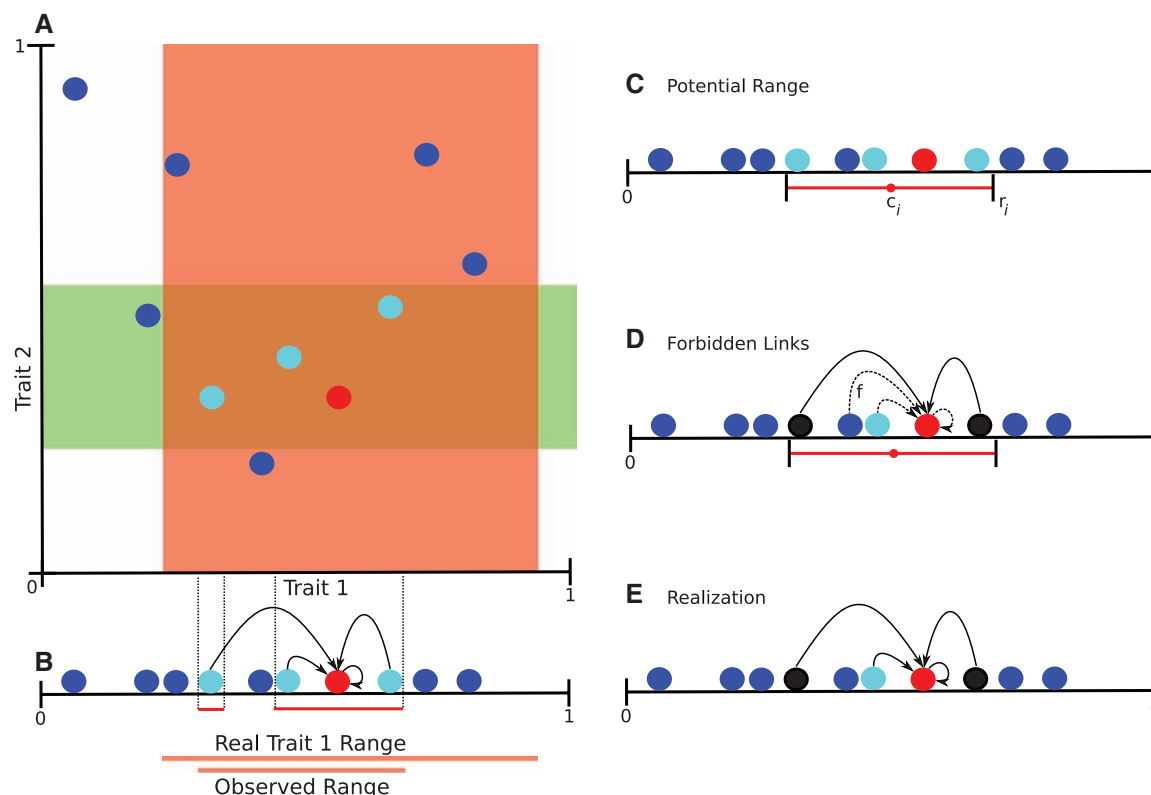 A
1
Trait 2
0
Trait 1
1
B
0
1
Real Trait 1 Range
Observed Range
C Potential Range
0
c i
r i
D Forbidden Links
f
0
E Realization
0